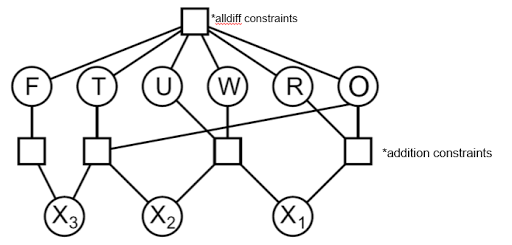 *alldiff constraints
F T U W R O
*addition constraints
X3 X2 X1